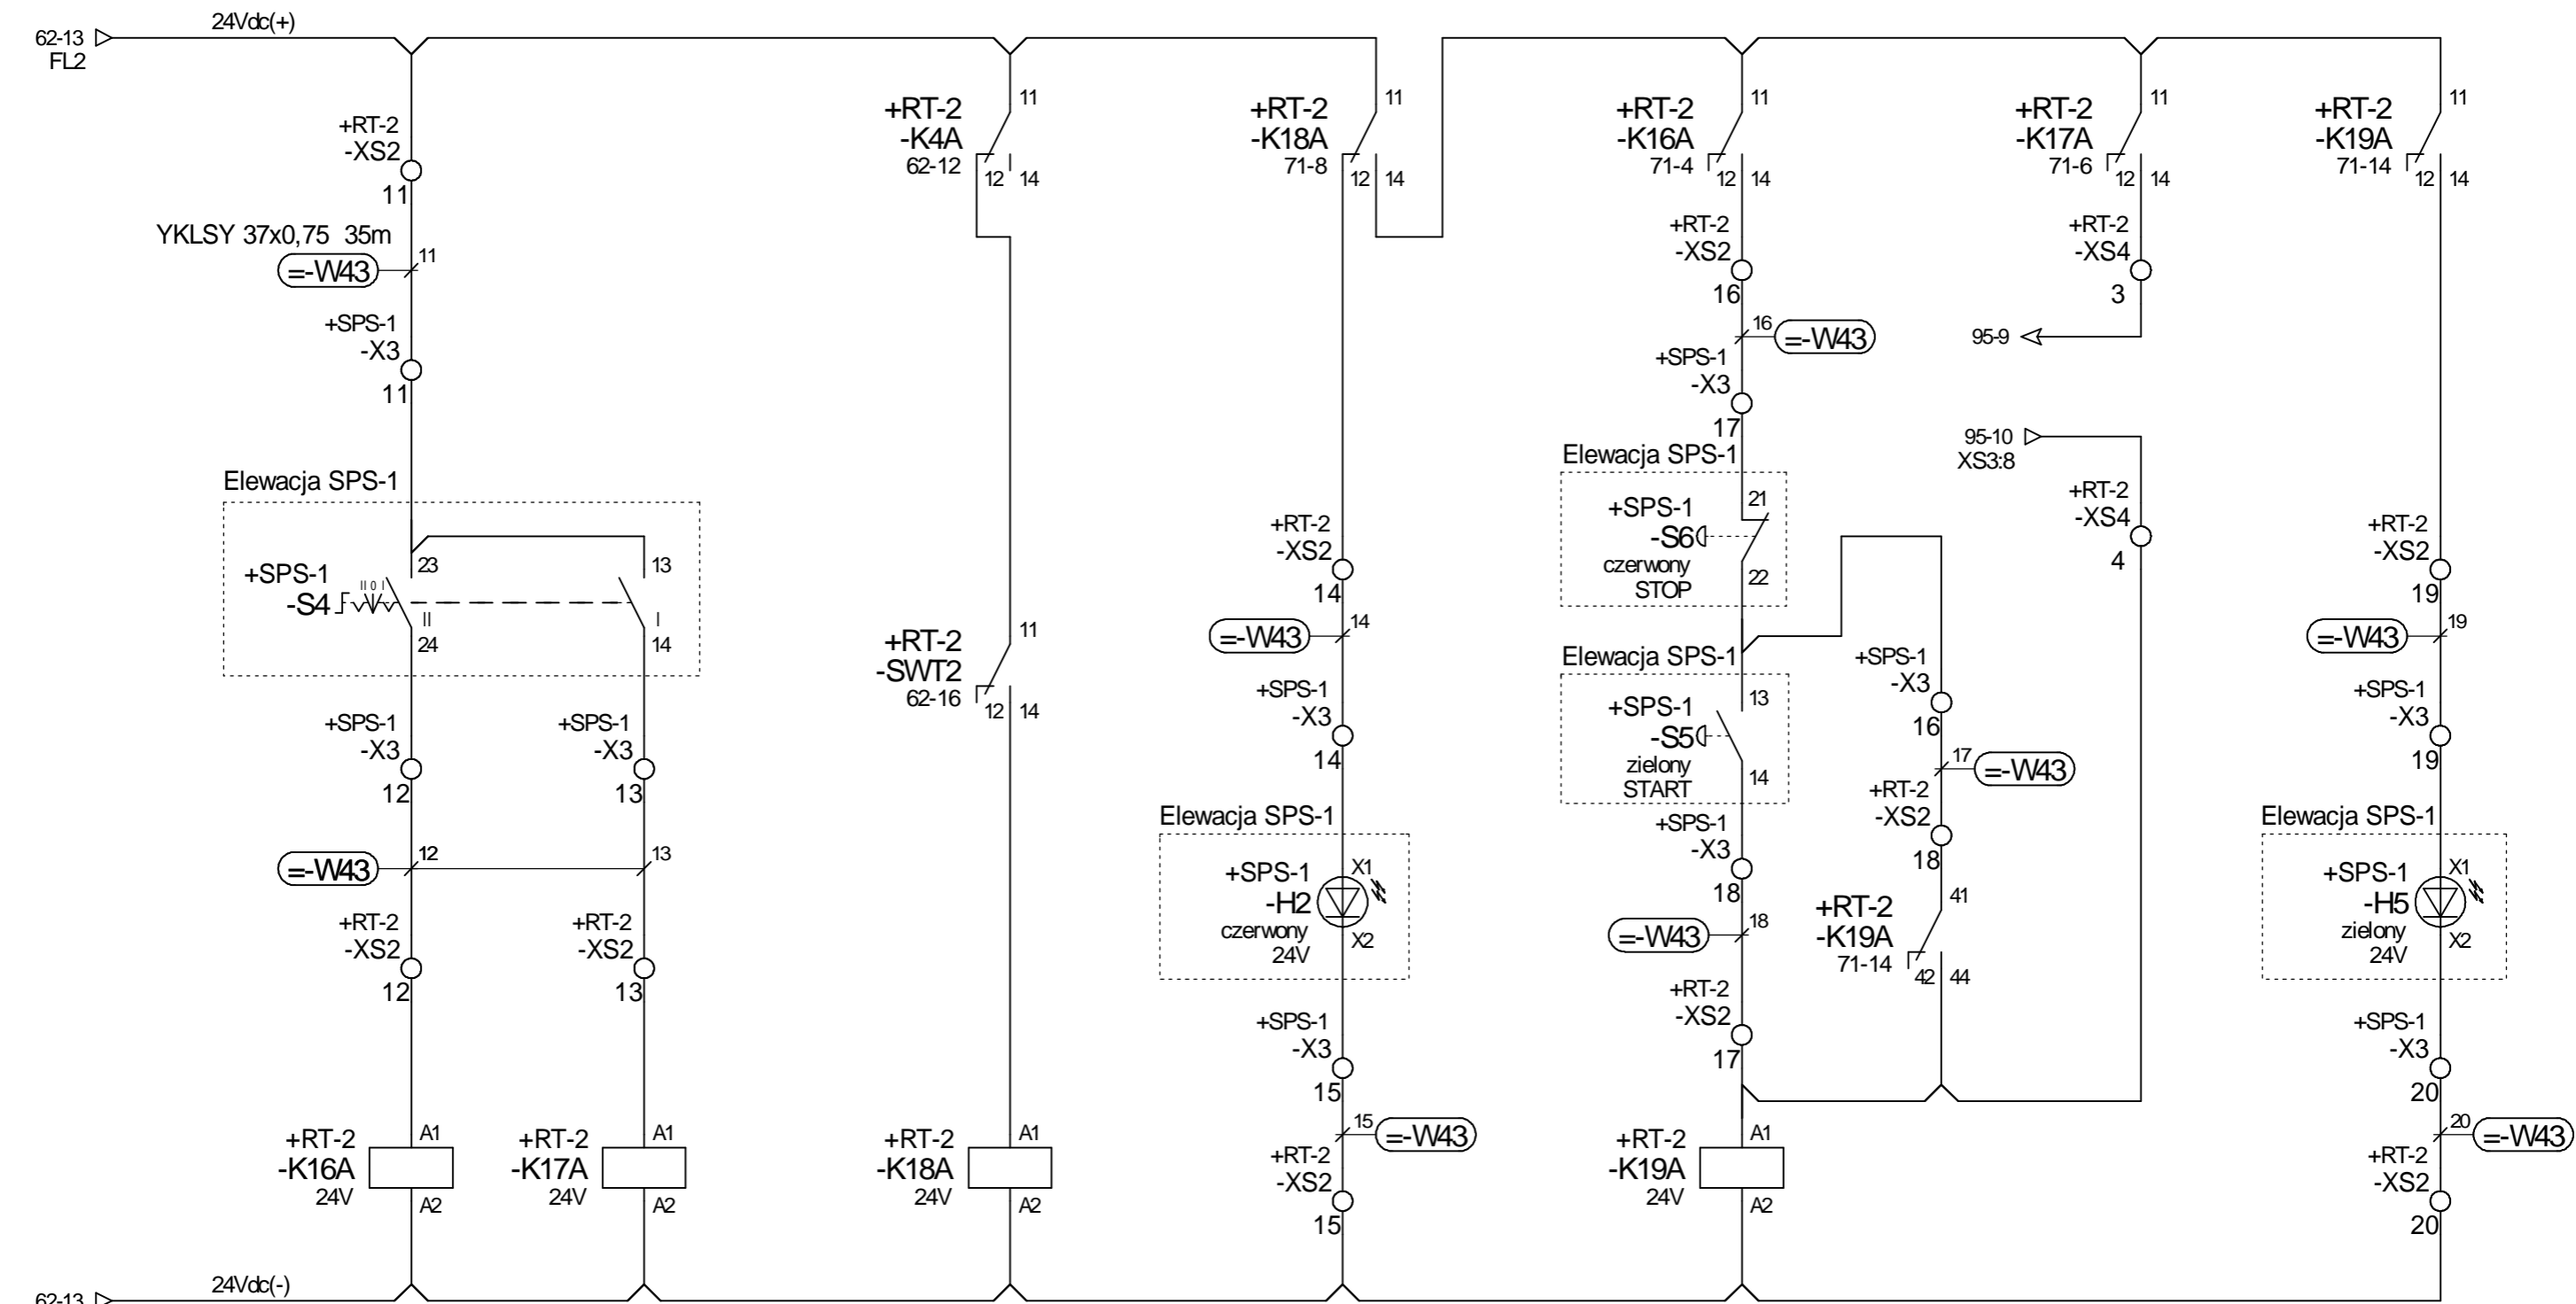 24Vdc(+)
62-13
FL2
+RT-2
-XS2
11
YKLSY 37x0,75 35m
=-W43
11
+SPS-1
-X3
11
Elewacja SPS-1
+SPS-1
-S4
II 0 I
23
II
24
13
I
14
+SPS-1
-X3
12
+SPS-1
-X3
13
=-W43
12
13
+RT-2
-XS2
12
+RT-2
-XS2
13
+RT-2
-K16A
24V
A1
A2
+RT-2
-K17A
24V
A1
A2
+RT-2
-K4A
62-12
11
12 14
+RT-2
-SWT2
62-16
11
12 14
+RT-2
-K18A
24V
A1
A2
+RT-2
-K18A
71-8
11
12 14
+RT-2
-XS2
14
=-W43
14
+SPS-1
-X3
14
Elewacja SPS-1
+SPS-1
-H2
czerwony
24V
X1
X2
+SPS-1
-X3
15
15
=-W43
+RT-2
-XS2
15
+RT-2
-K16A
71-4
11
12 14
+RT-2
-XS2
16
16
=-W43
+SPS-1
-X3
17
Elewacja SPS-1
+SPS-1
-S6
czerwony
STOP
21
22
Elewacja SPS-1
+SPS-1
-S5
zielony
START
13
14
+SPS-1
-X3
18
=-W43
18
+RT-2
-XS2
17
+RT-2
-K19A
24V
A1
A2
+SPS-1
-X3
16
17
=-W43
+RT-2
-XS2
18
+RT-2
-K19A
71-14
41
42 44
+RT-2
-K17A
71-6
11
12 14
+RT-2
-XS4
3
95-9
95-10
XS3:8
+RT-2
-XS4
4
+RT-2
-K19A
71-14
11
12 14
+RT-2
-XS2
19
=-W43
19
+SPS-1
-X3
19
Elewacja SPS-1
+SPS-1
-H5
zielony
24V
X1
X2
+SPS-1
-X3
20
20
=-W43
+RT-2
-XS2
20
24Vdc(-)
62-13